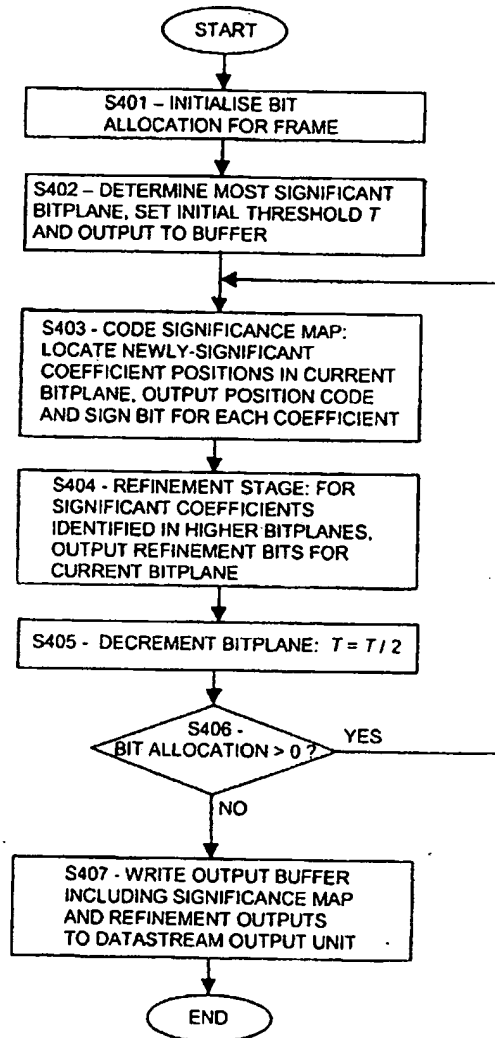 START
S401 – INITIALISE BIT
ALLOCATION FOR FRAME
S402 – DETERMINE MOST SIGNIFICANT
BITPLANE, SET INITIAL THRESHOLD T
AND OUTPUT TO BUFFER
S403 - CODE SIGNIFICANCE MAP:
LOCATE NEWLY-SIGNIFICANT
COEFFICIENT POSITIONS IN CURRENT
BITPLANE, OUTPUT POSITION CODE
AND SIGN BIT FOR EACH COEFFICIENT
S404 - REFINEMENT STAGE: FOR
SIGNIFICANT COEFFICIENTS
IDENTIFIED IN HIGHER BITPLANES,
OUTPUT REFINEMENT BITS FOR
CURRENT BITPLANE
S405 - DECREMENT BITPLANE: T = T / 2
S406 -
BIT ALLOCATION > 0 ?
YES
NO
S407 - WRITE OUTPUT BUFFER
INCLUDING SIGNIFICANCE MAP
AND REFINEMENT OUTPUTS
TO DATASTREAM OUTPUT UNIT
END